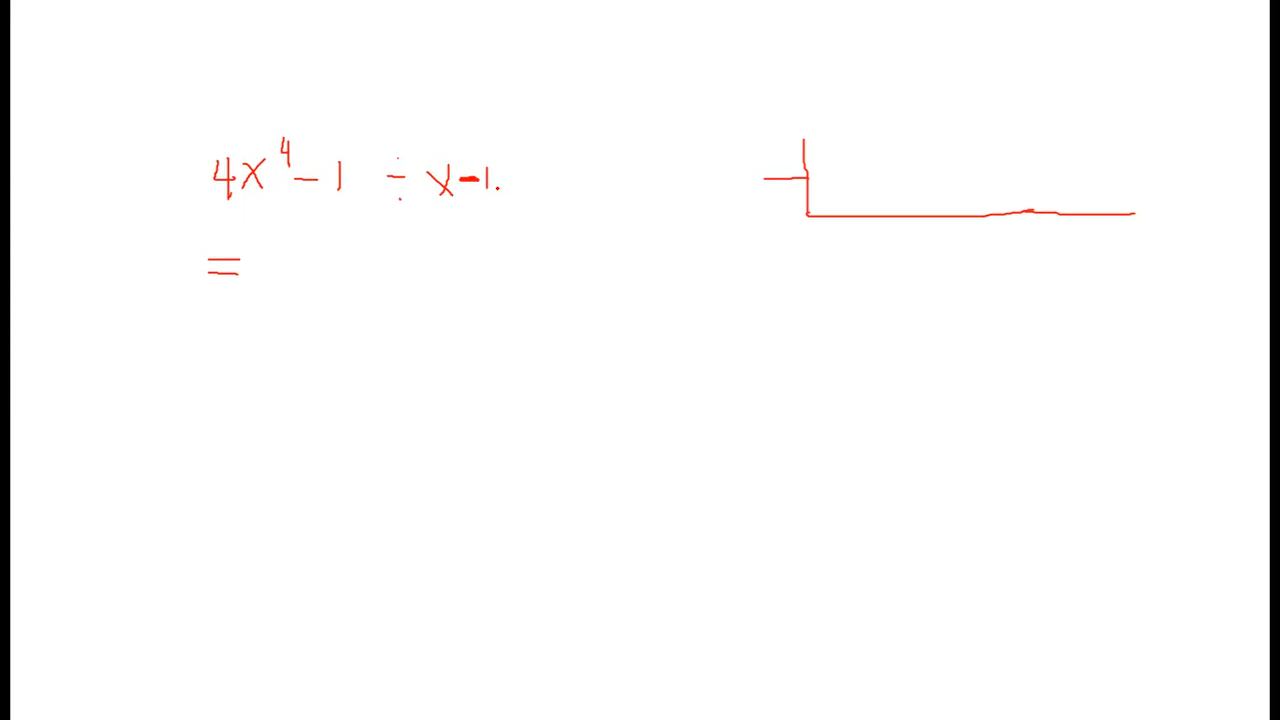 4x⁴ - 1 ÷ x - 1.
=